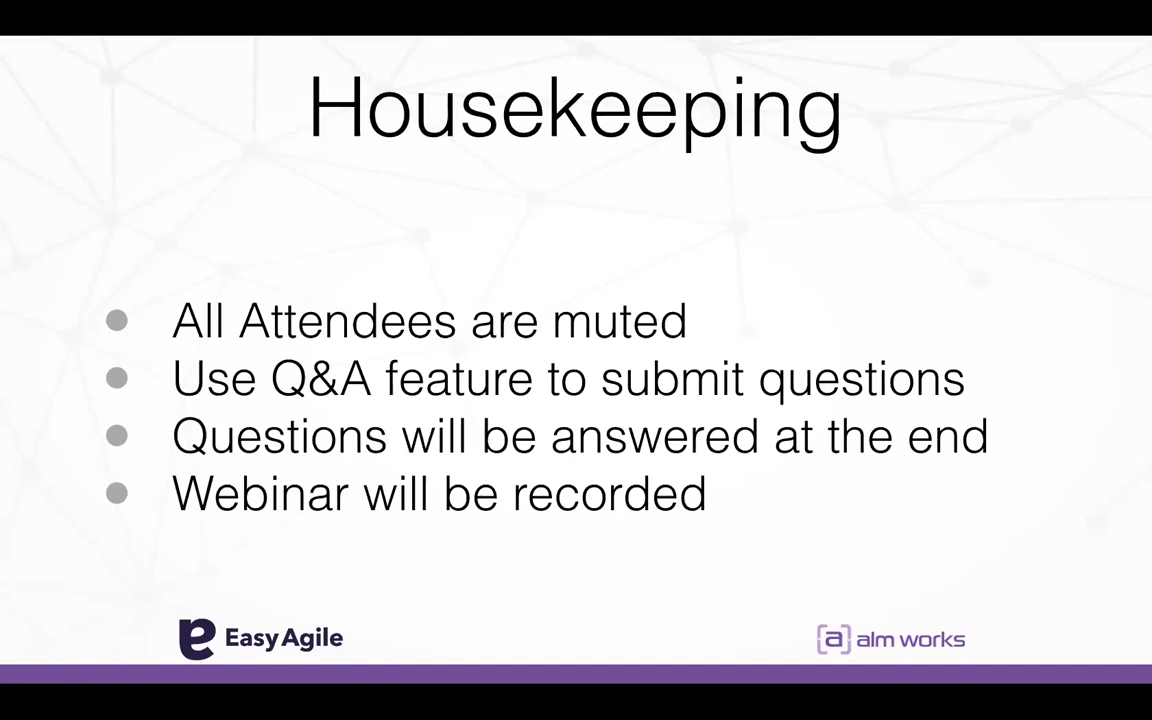 Housekeeping
All Attendees are muted
Use Q&A feature to submit questions
Questions will be answered at the end
Webinar will be recorded
e Easy Agile
[a] alm works